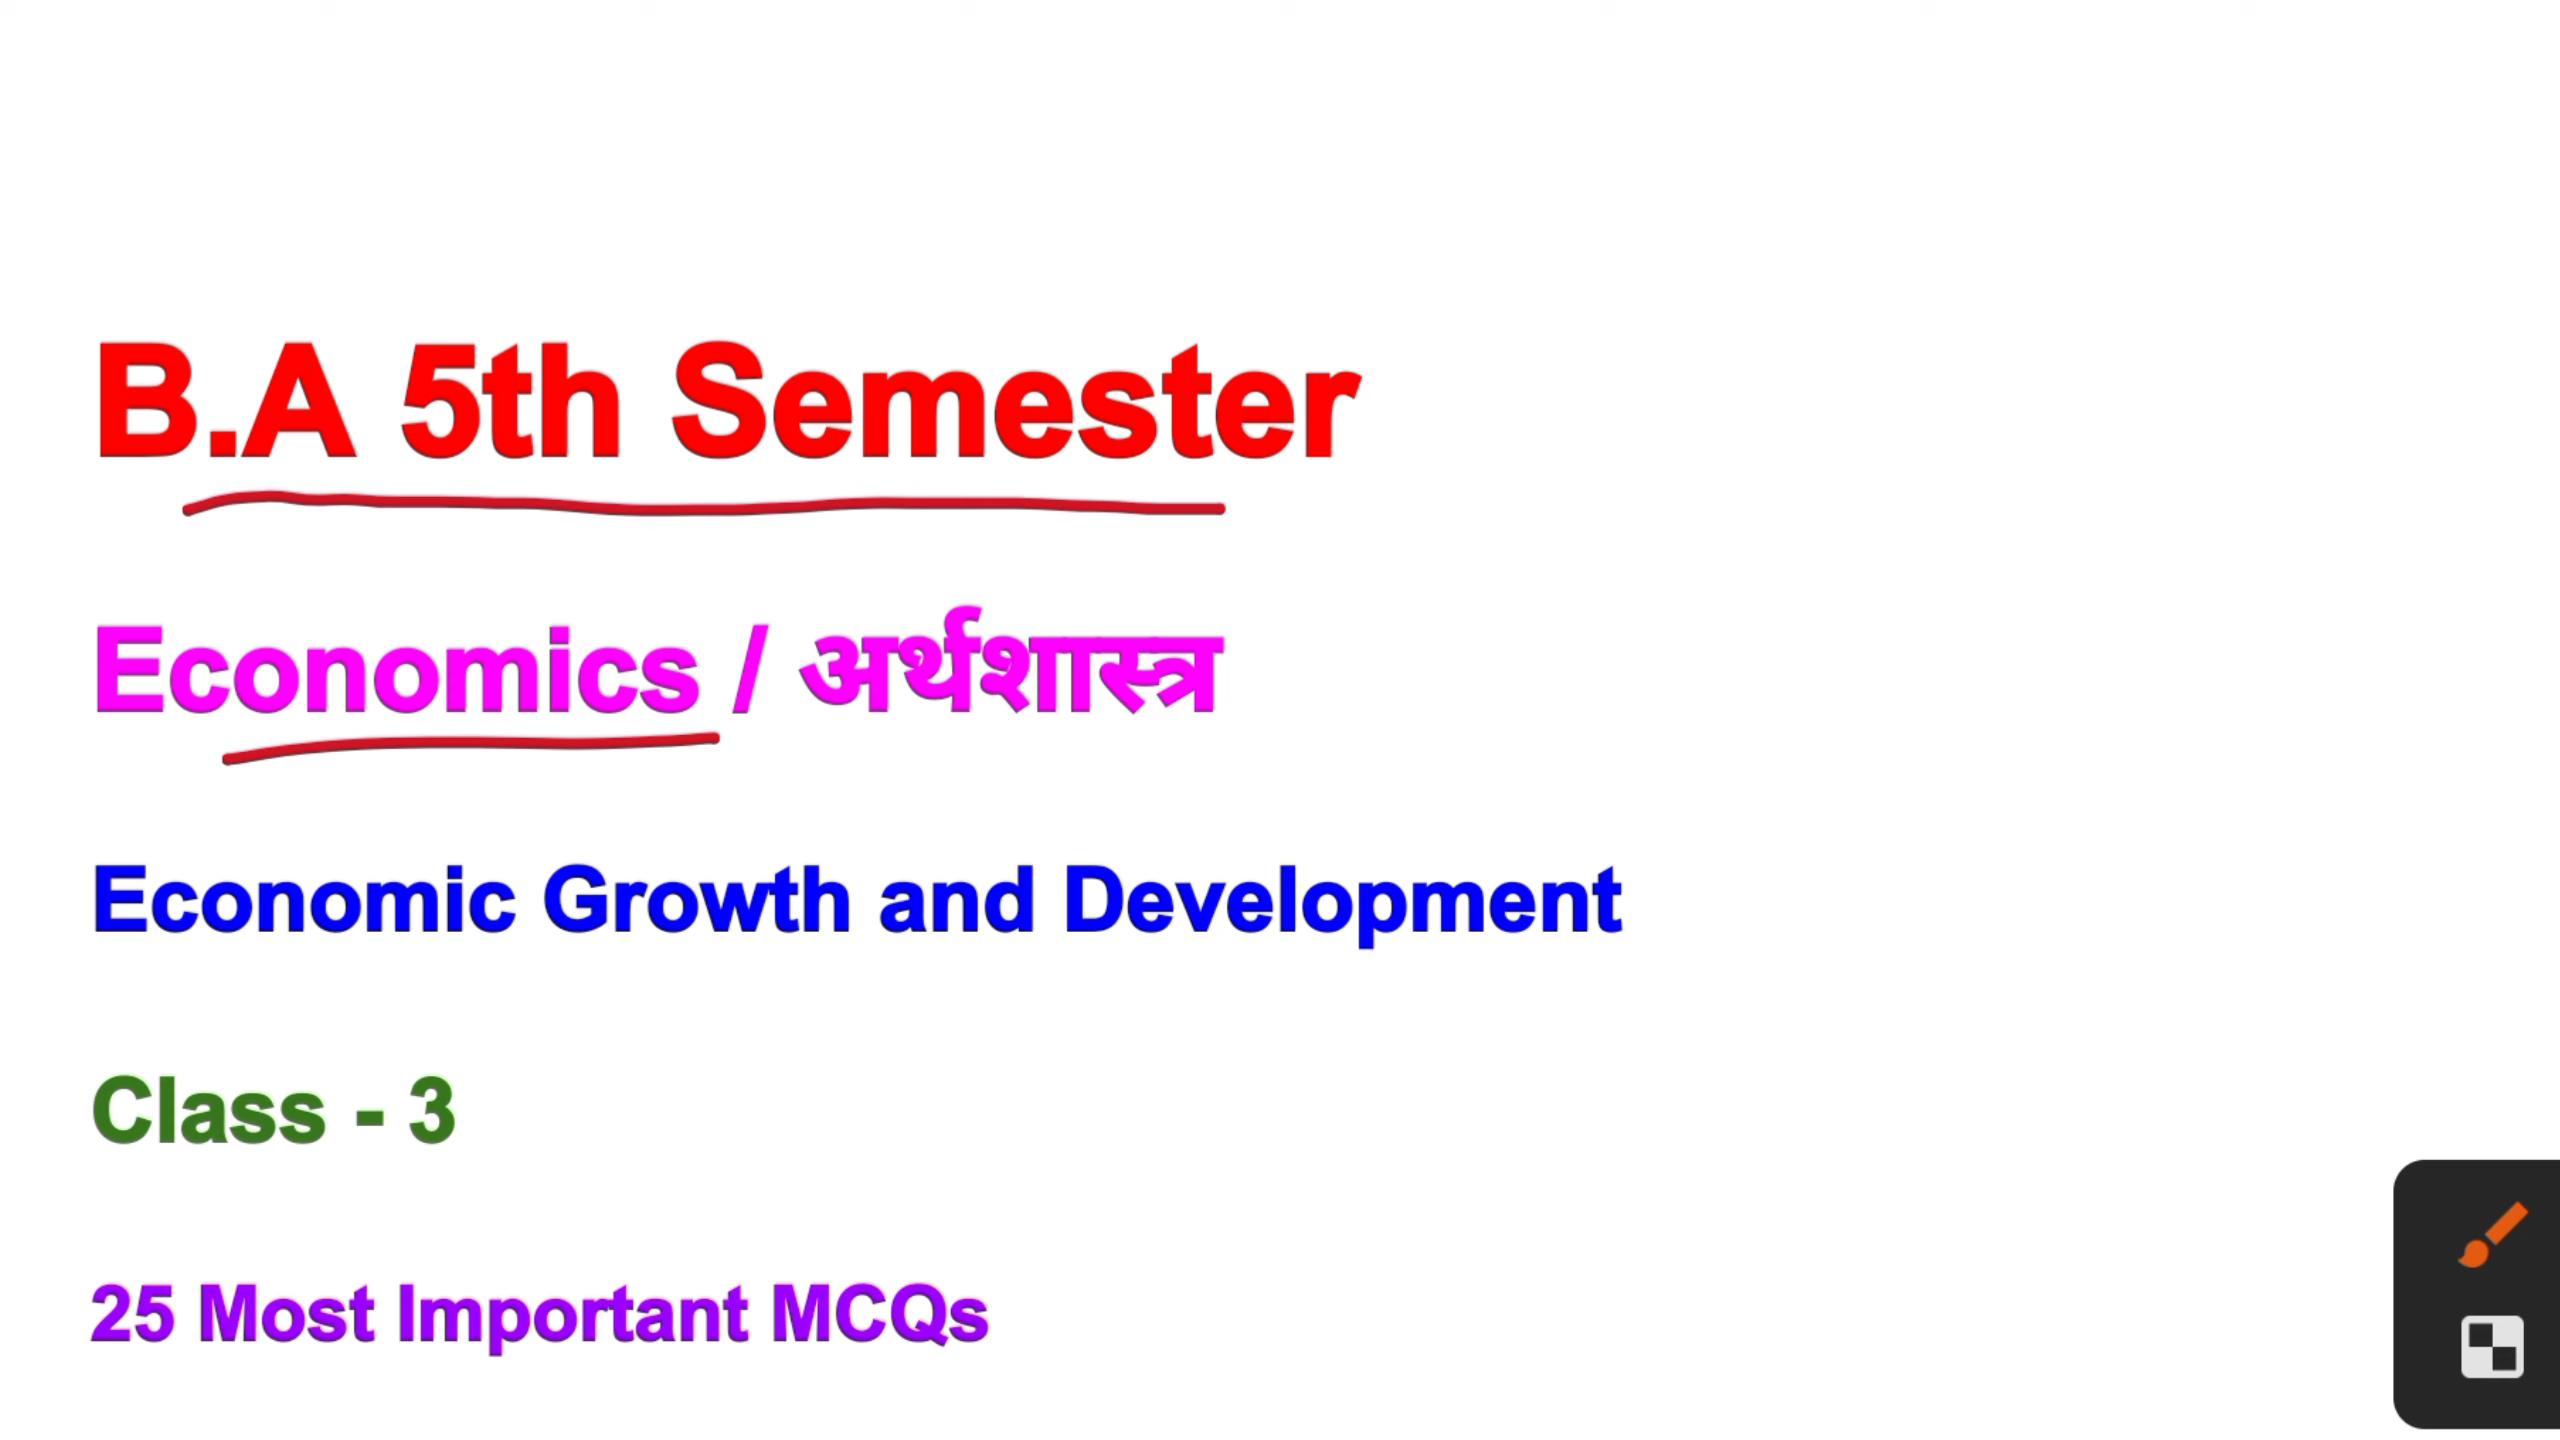 B.A 5th Semester
Economics / अर्थशास्त्र
Economic Growth and Development
Class - 3
25 Most Important MCQs